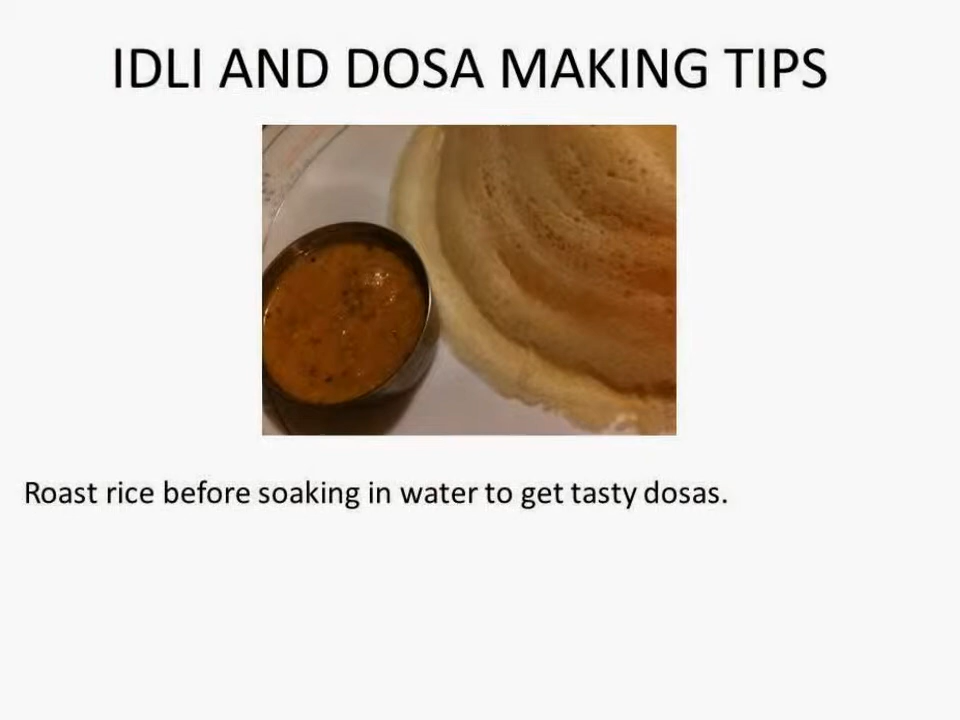 IDLI AND DOSA MAKING TIPS
Roast rice before soaking in water to get tasty dosas.